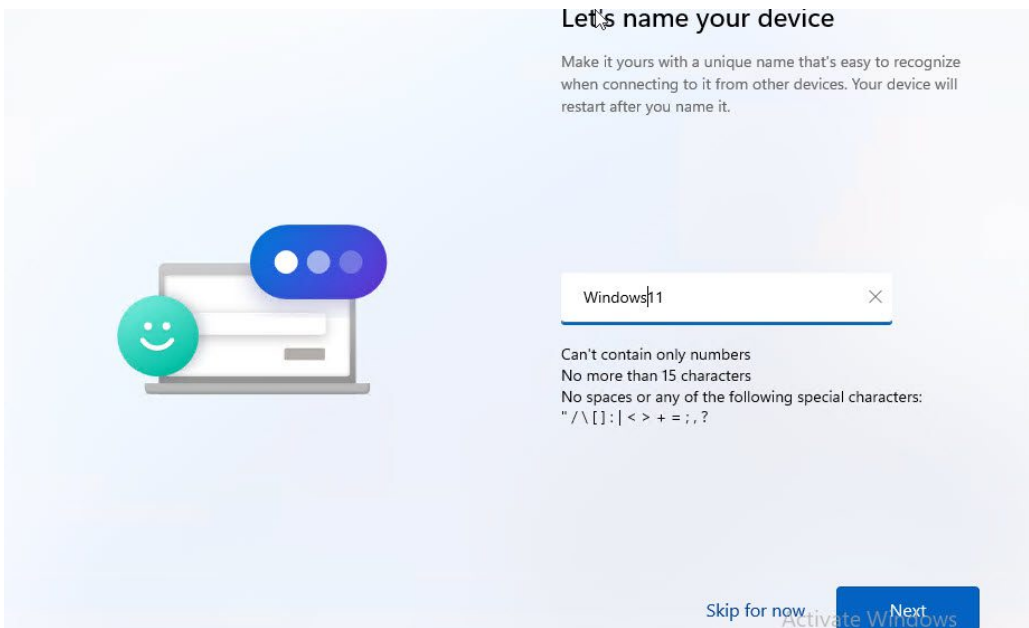 Let's name your device
Make it yours with a unique name that's easy to recognize
when connecting to it from other devices. Your device will
restart after you name it.
Windows11
Can't contain only numbers
No more than 15 characters
No spaces or any of the following special characters:
" / \ [ ] : | < > + = ; , ?
Skip for now
Next
Activate Windows